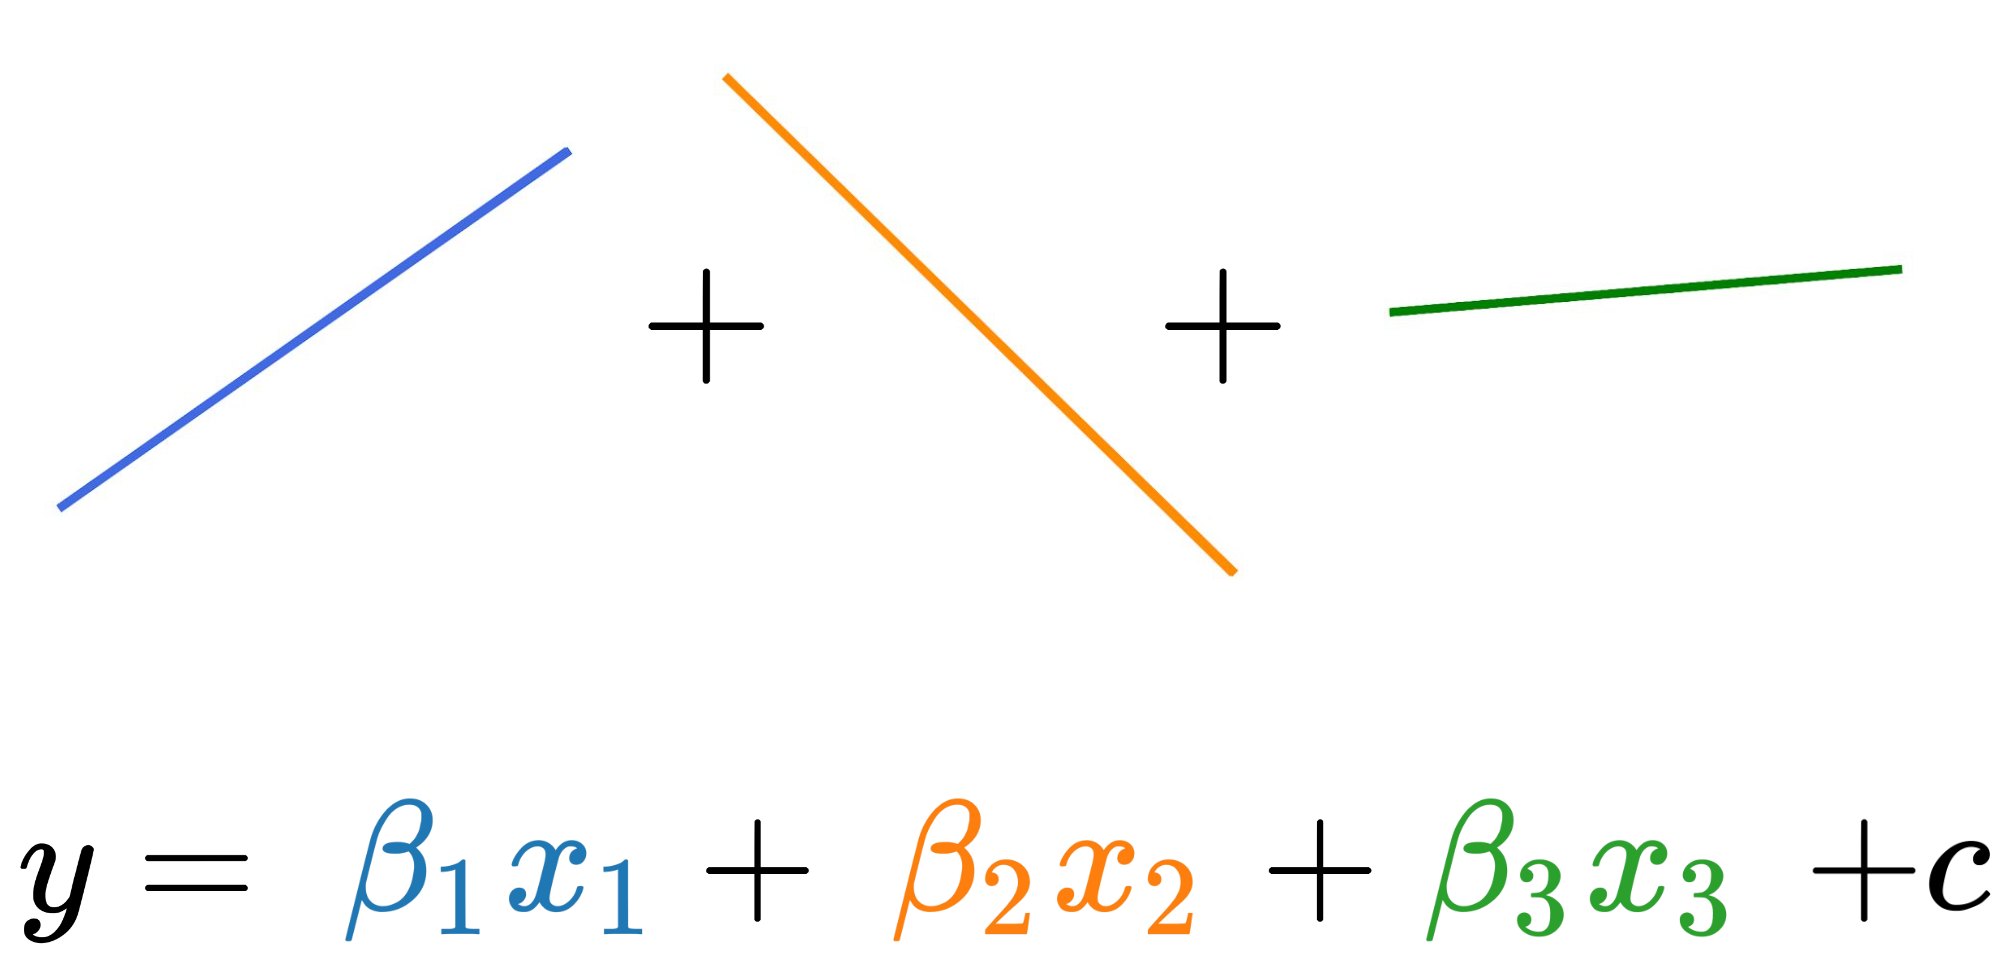 + +
y = β₁x₁ + β₂x₂ + β₃x₃ + c